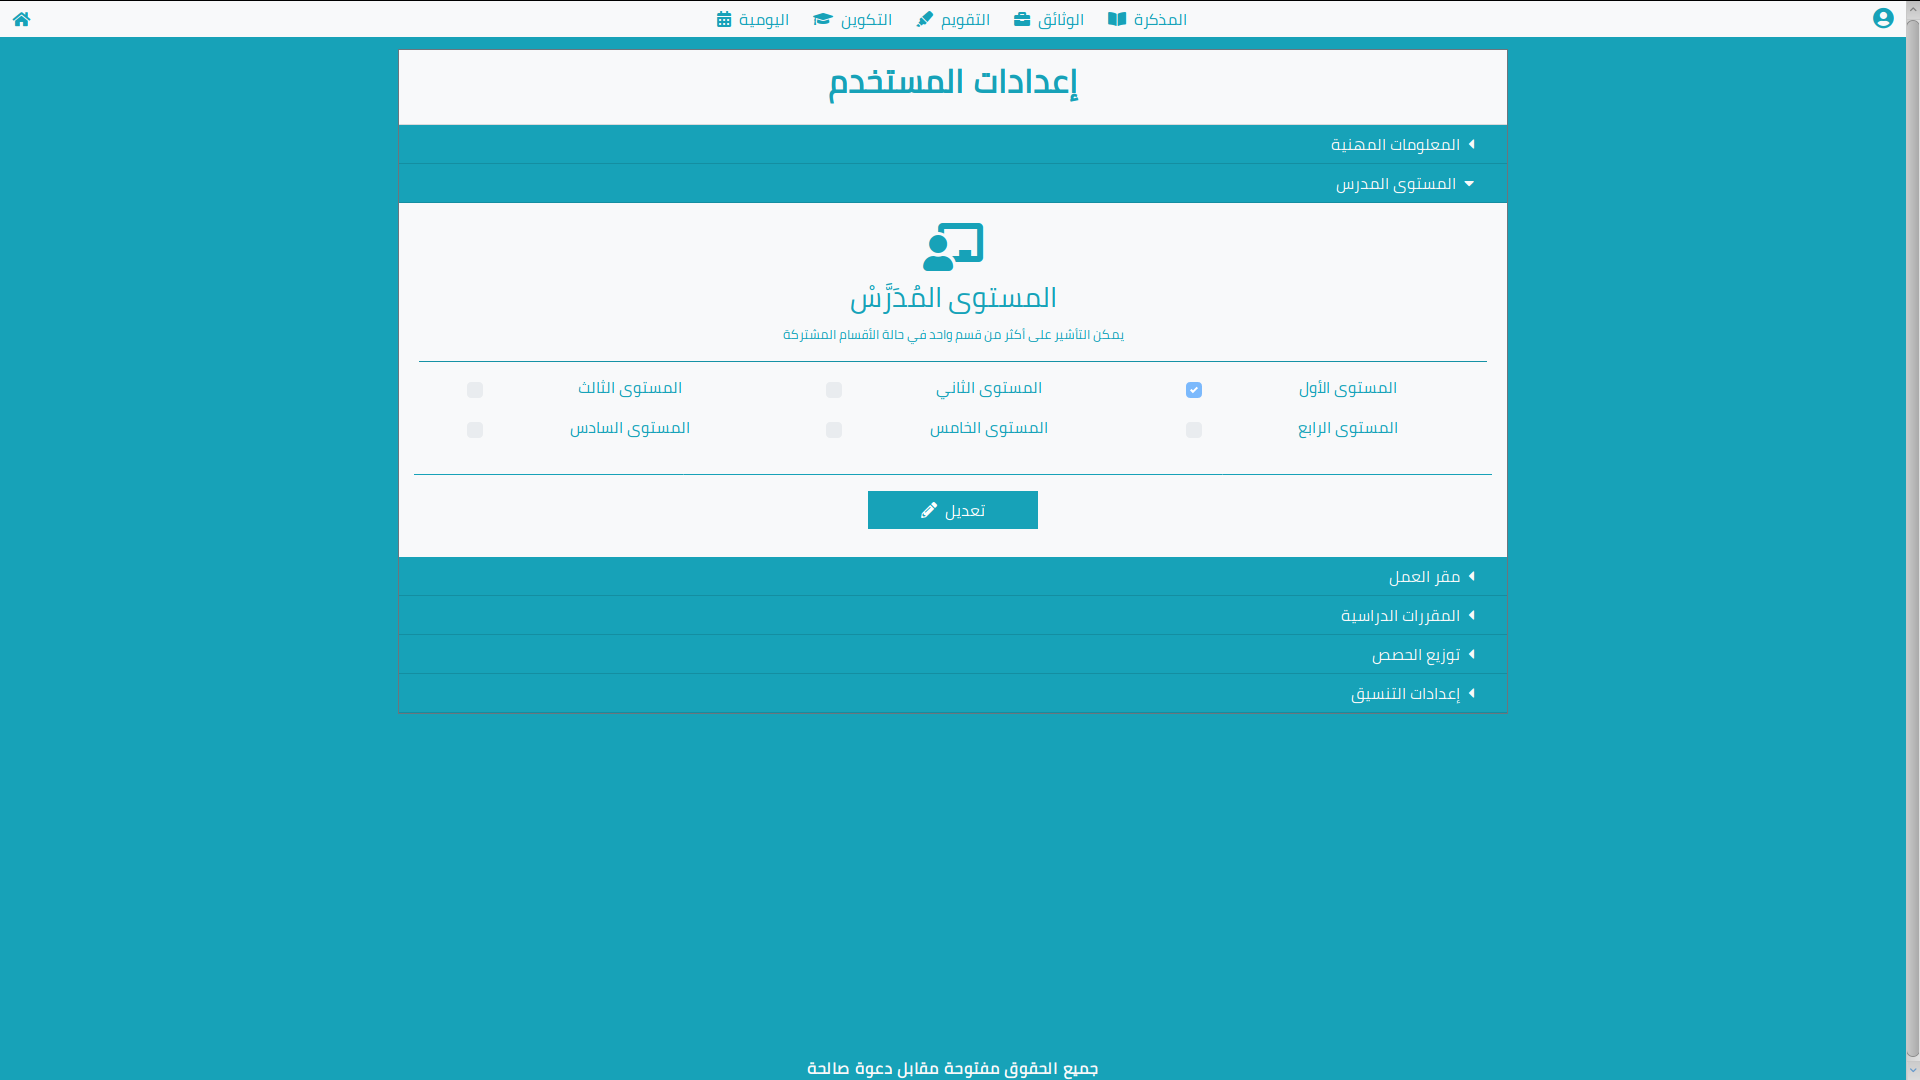 المذكرة الوثائق التقويم التكوين اليومية
إعدادات المستخدم
المعلومات المهنية
المستوى المدرس
المستوى المُدَرَّسْ
يمكن التأشير على أكثر من قسم واحد في حالة الأقسام المشتركة
المستوى الأول المستوى الثاني المستوى الثالث
المستوى الرابع المستوى الخامس المستوى السادس
تعديل
مقر العمل
المقررات الدراسية
توزيع الحصص
إعدادات التنسيق
جميع الحقوق مفتوحة مقابل دعوة صالحة